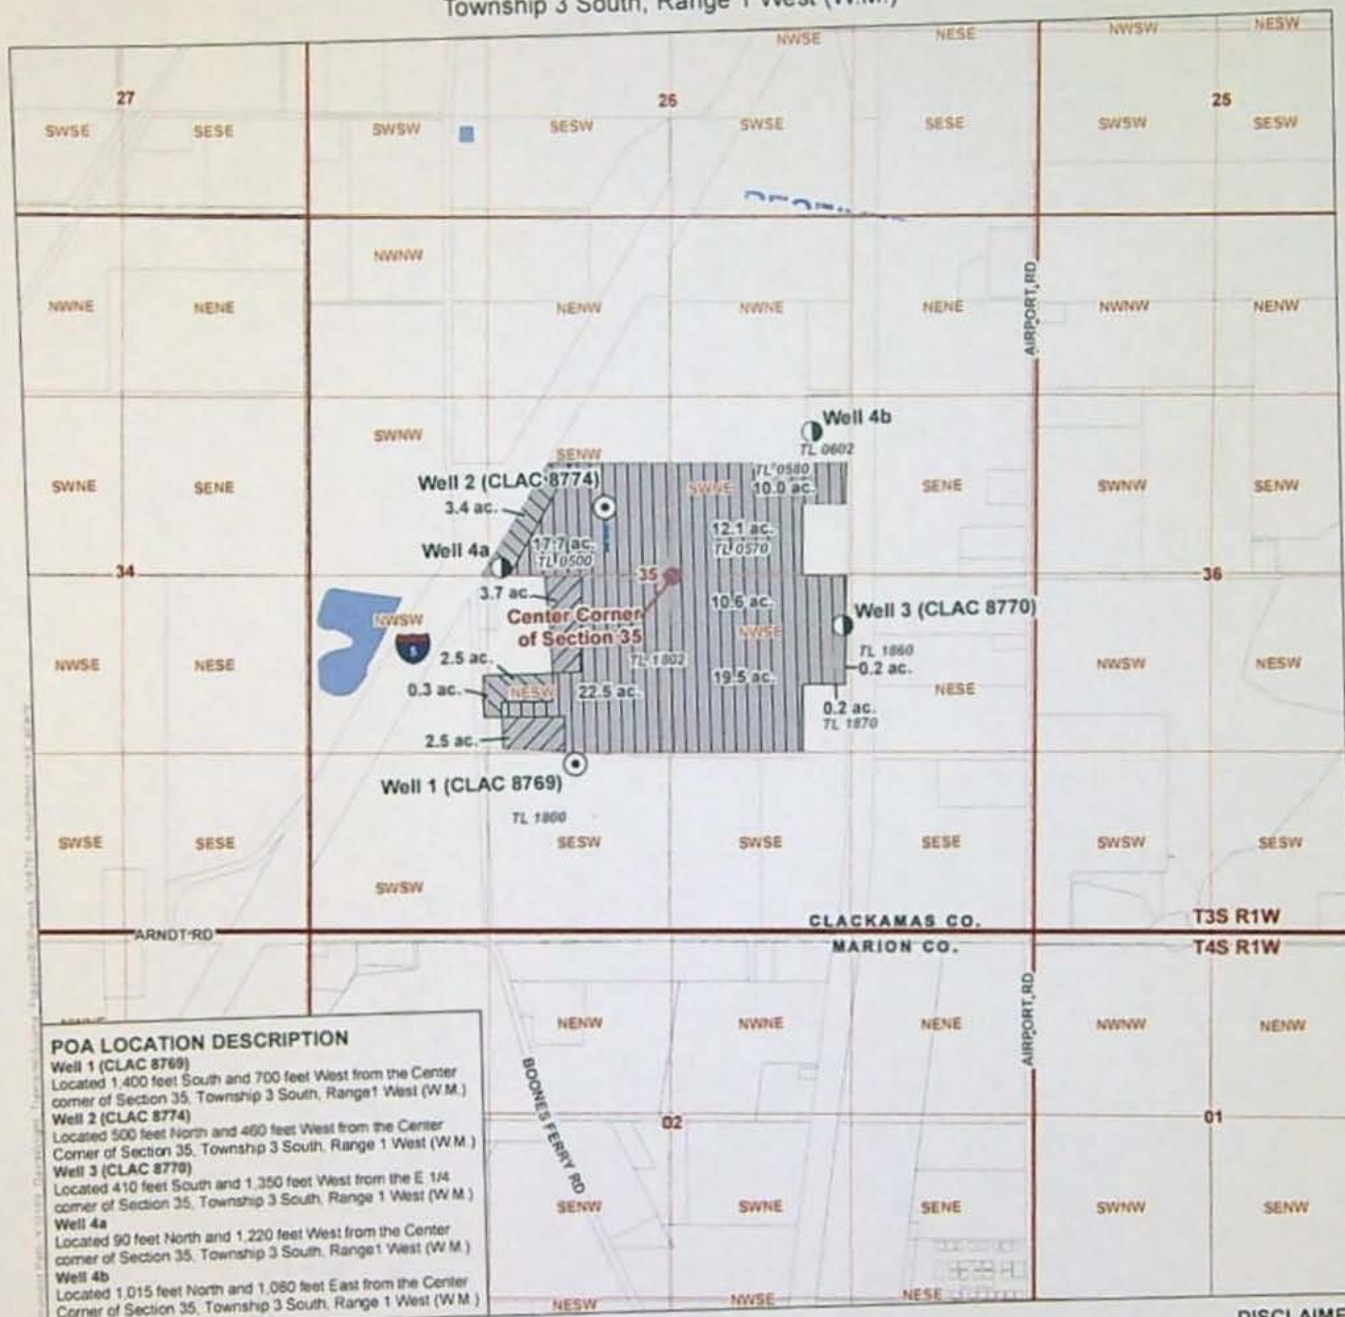 Township 3 South, Range 1 West (W.M.)
NWSE NESE NWSW NESW
27 26 25
SWSE SESE SWSW SESW SWSE SESE SWSW SESW
NWNW
AIRPORT RD
NWNE NENE NENW NWNE NENE NWNW NENW
Well 4b
SWNW
TL 0602
SENW
Well 2 (CLAC 8774)
TL 0580
SWNE SENE SWNE 10.0 ac. SENE SWNW SENW
3.4 ac.
12.1 ac.
Well 4a 17.7 ac. TL 0570
TL 0500
34 35 36
3.7 ac.
10.6 ac.
Center Corner
of Section 35
Well 3 (CLAC 8770)
NWSW
5
NWSE
TL 1860
2.5 ac. TL 1802 0.2 ac.
NWSE NESE NWSW NESW
19.5 ac.
0.3 ac. NESW 22.5 ac. NESE
0.2 ac.
TL 1870
2.5 ac.
Well 1 (CLAC 8769)
TL 1800
SWSE SESE SESW SWSE SESE SWSW SESW
SWSW
CLACKAMAS CO. T3S R1W
ARNDT RD
MARION CO. T4S R1W
AIRPORT RD
NENW NWNE NENE NWNW NENW
BOONES FERRY RD
02 01
SENW SWNE SENE SWNW SENW
NESW NWSE NESE
POA LOCATION DESCRIPTION
Well 1 (CLAC 8769)
Located 1,400 feet South and 700 feet West from the Center
corner of Section 35, Township 3 South, Range1 West (W.M.)
Well 2 (CLAC 8774)
Located 500 feet North and 460 feet West from the Center
Corner of Section 35, Township 3 South, Range 1 West (W.M.)
Well 3 (CLAC 8770)
Located 410 feet South and 1,350 feet West from the E 1/4
corner of Section 35, Township 3 South, Range 1 West (W.M.)
Well 4a
Located 90 feet North and 1,220 feet West from the Center
corner of Section 35, Township 3 South, Range1 West (W.M.)
Well 4b
Located 1,015 feet North and 1,060 feet East from the Center
Corner of Section 35, Township 3 South, Range 1 West (W.M.)